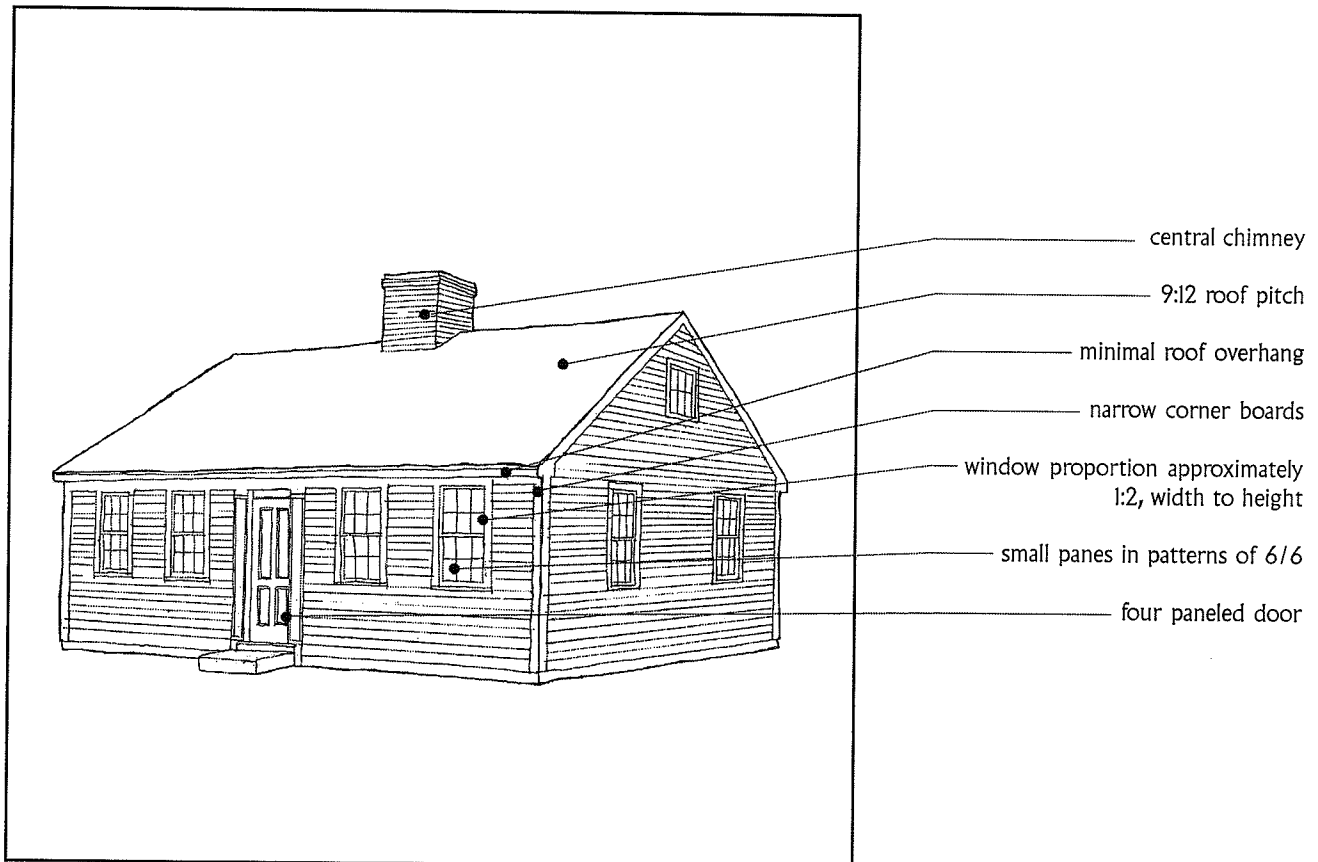 central chimney
9:12 roof pitch
minimal roof overhang
narrow corner boards
window proportion approximately
1:2, width to height
small panes in patterns of 6/6
four paneled door